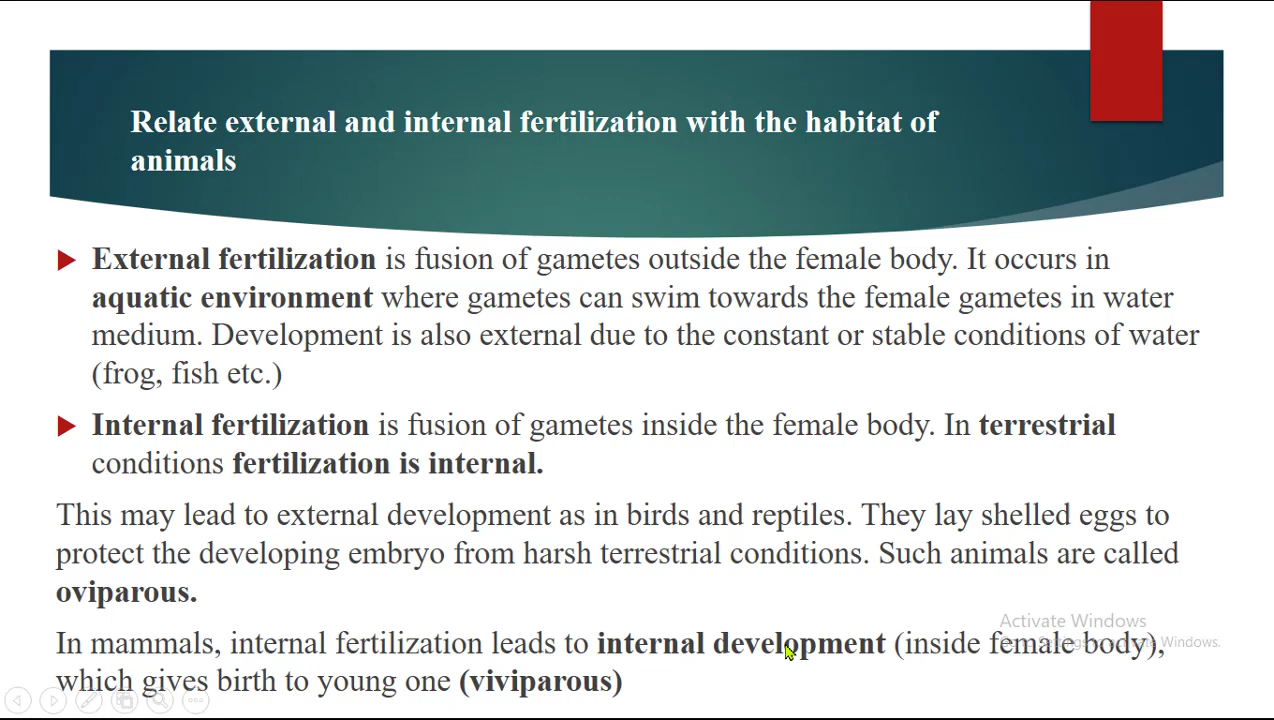 Relate external and internal fertilization with the habitat of
animals
External fertilization is fusion of gametes outside the female body. It occurs in
aquatic environment where gametes can swim towards the female gametes in water
medium. Development is also external due to the constant or stable conditions of water
(frog, fish etc.)
Internal fertilization is fusion of gametes inside the female body. In terrestrial
conditions fertilization is internal.
This may lead to external development as in birds and reptiles. They lay shelled eggs to
protect the developing embryo from harsh terrestrial conditions. Such animals are called
oviparous.
Activate Windows
In mammals, internal fertilization leads to internal development (inside female body),
Go to Settings to activate Windows.
which gives birth to young one (viviparous)